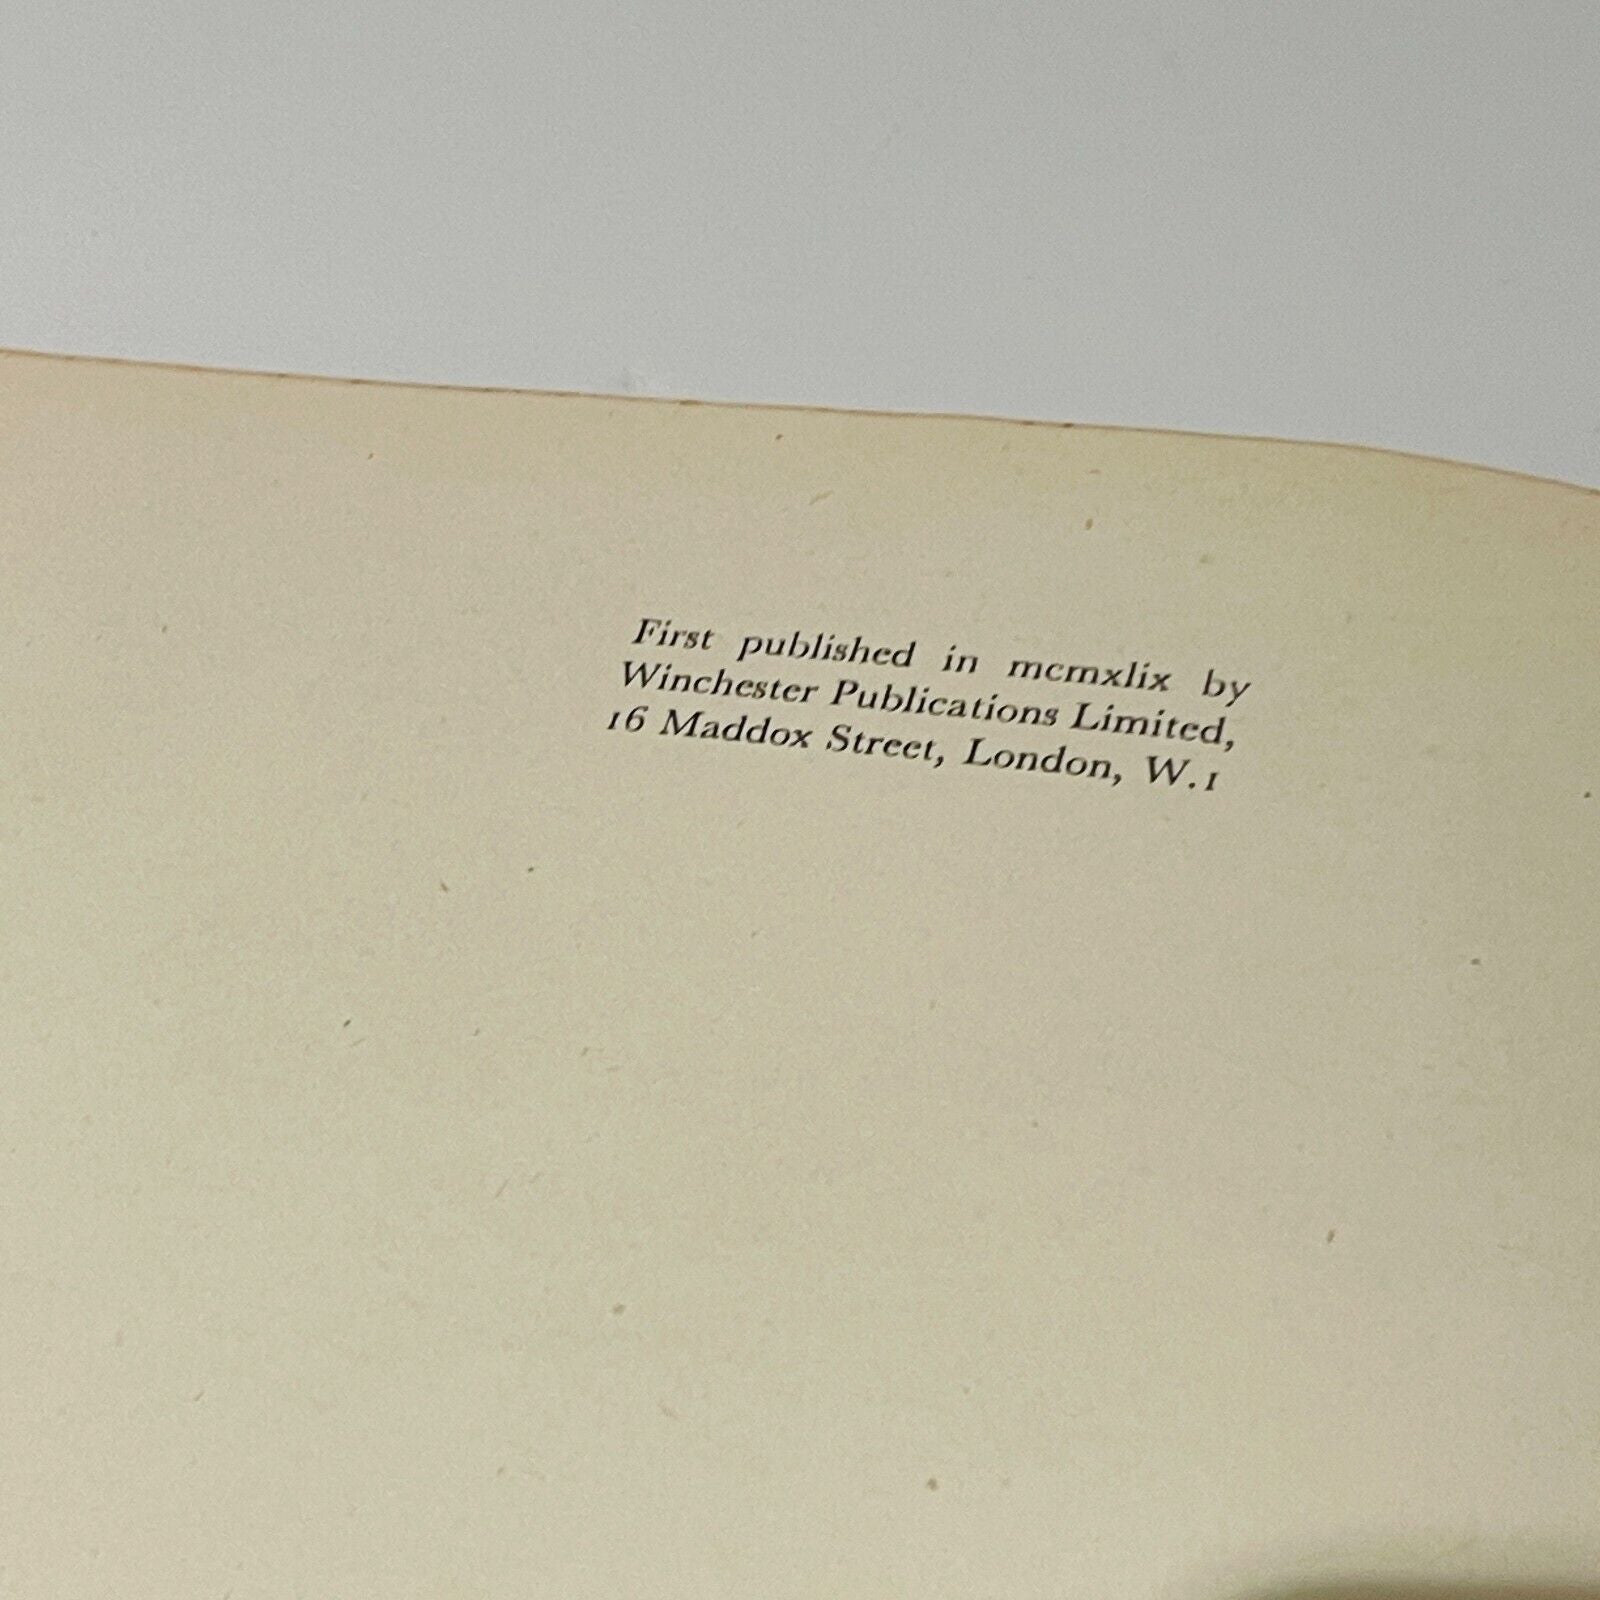 First published in mcmxlix by
Winchester Publications Limited,
16 Maddox Street, London, W.1